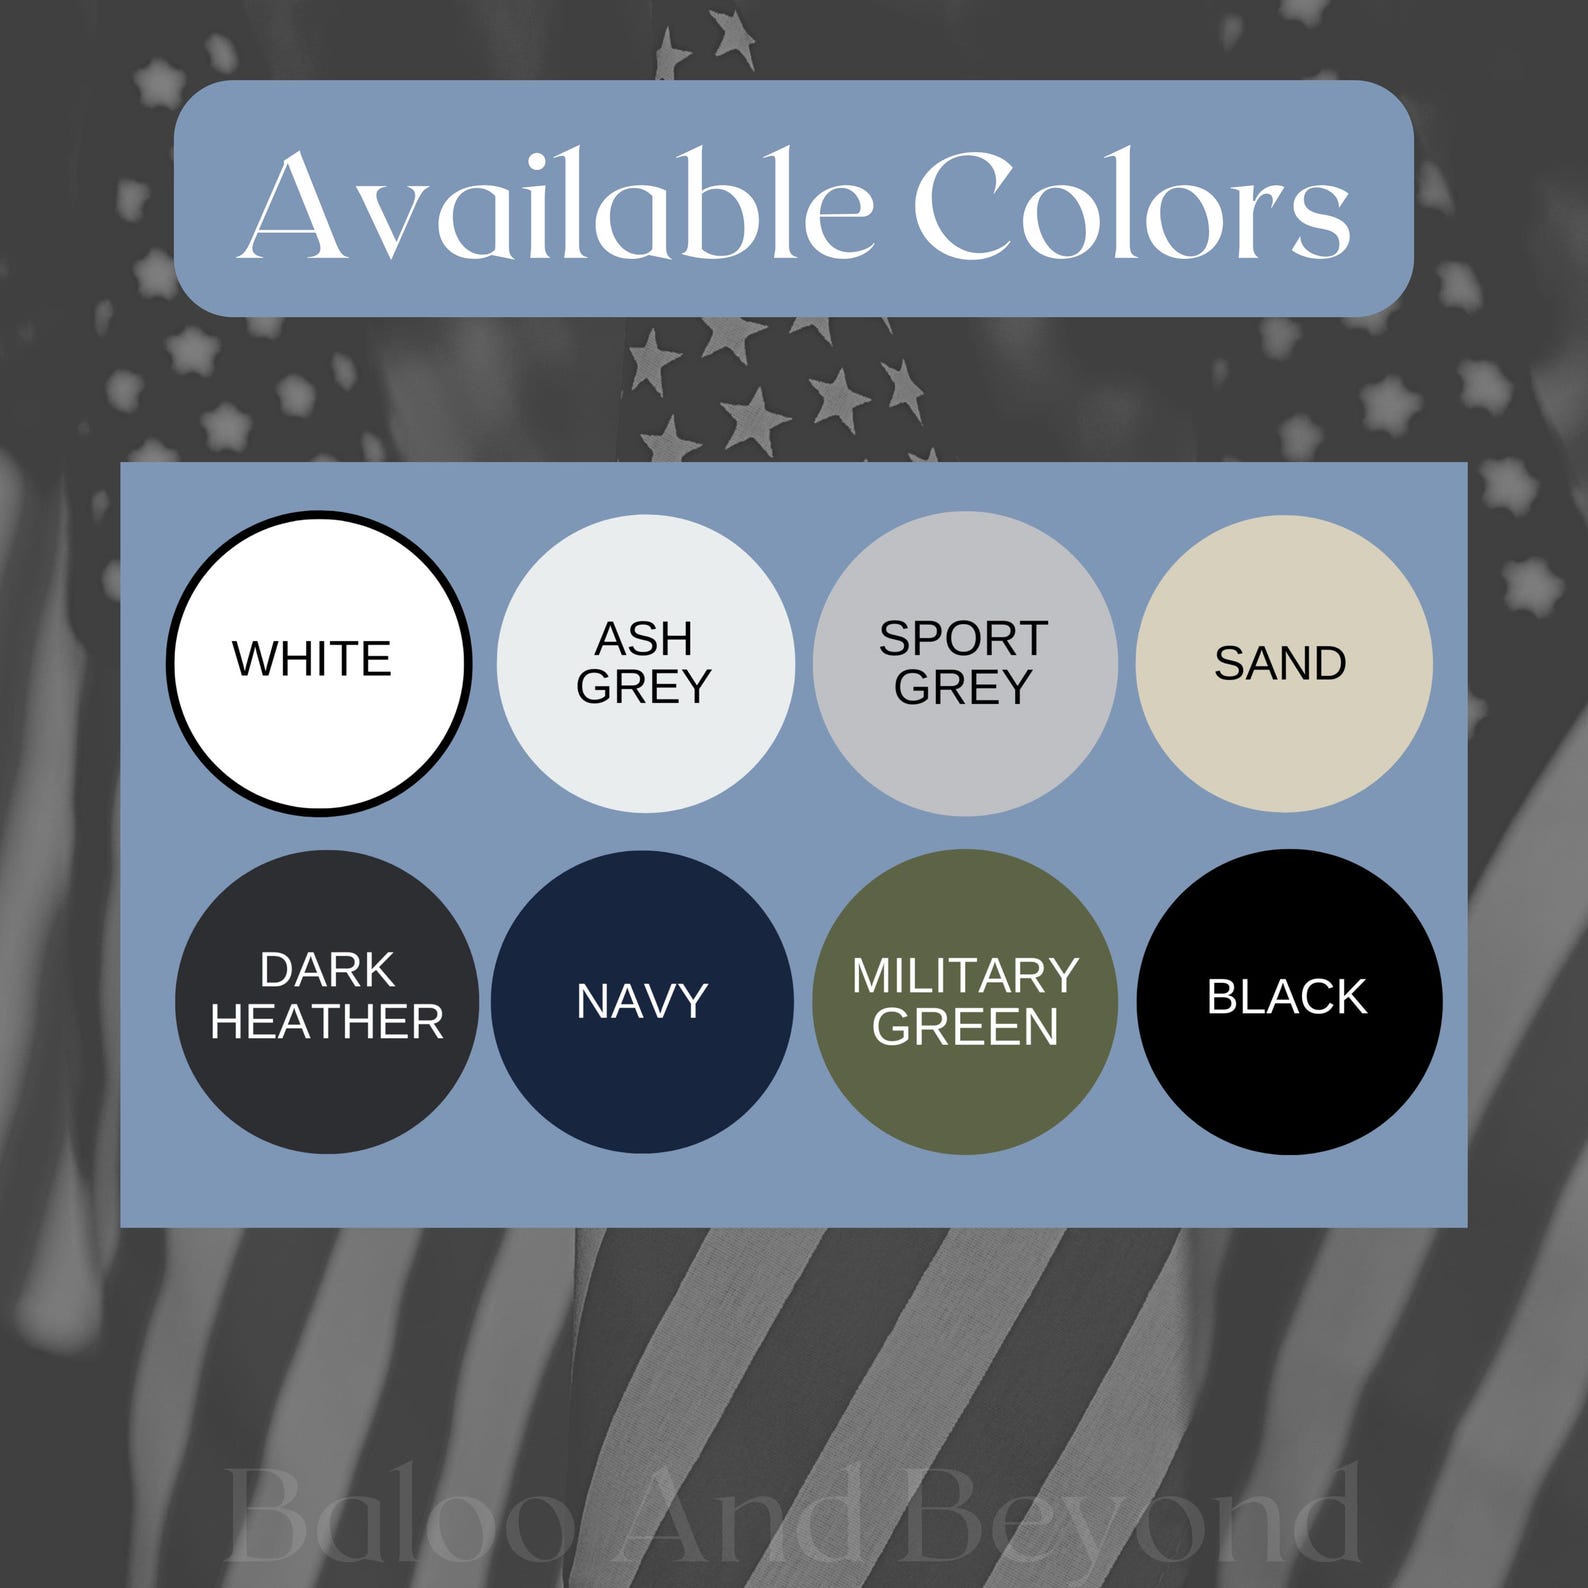 Available Colors
WHITE
ASH
GREY
SPORT
GREY
SAND
DARK
HEATHER
NAVY
MILITARY
GREEN
BLACK
Baloo And Beyond